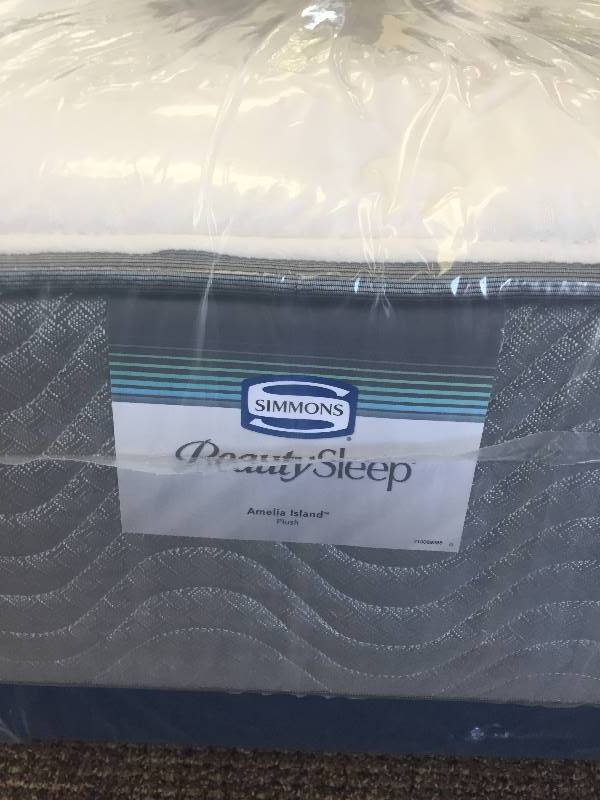 SIMMONS
BeautySleep
Amelia Island™
Plush